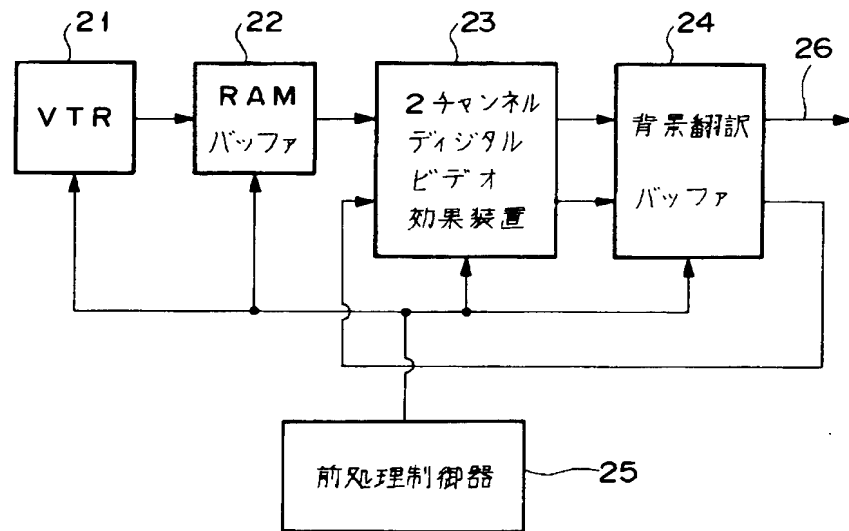 21
22
23
24
26
VTR
RAM
バッファ
2チャンネル
ディジタル
ビデオ
効果装置
背景翻訳
バッファ
前処理制御器
25